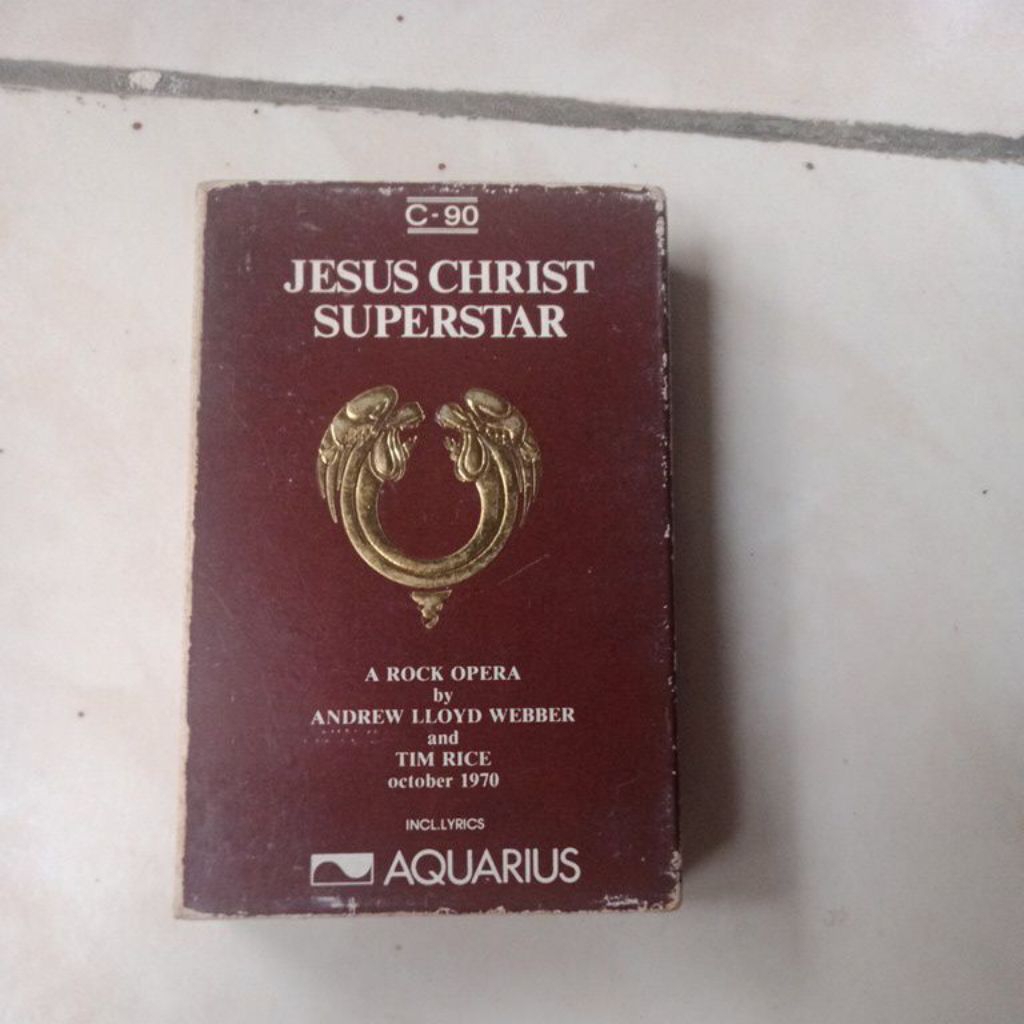 C-90
JESUS CHRIST
SUPERSTAR
A ROCK OPERA
by
ANDREW LLOYD WEBBER
and
TIM RICE
october 1970
INCL.LYRICS
AQUARIUS